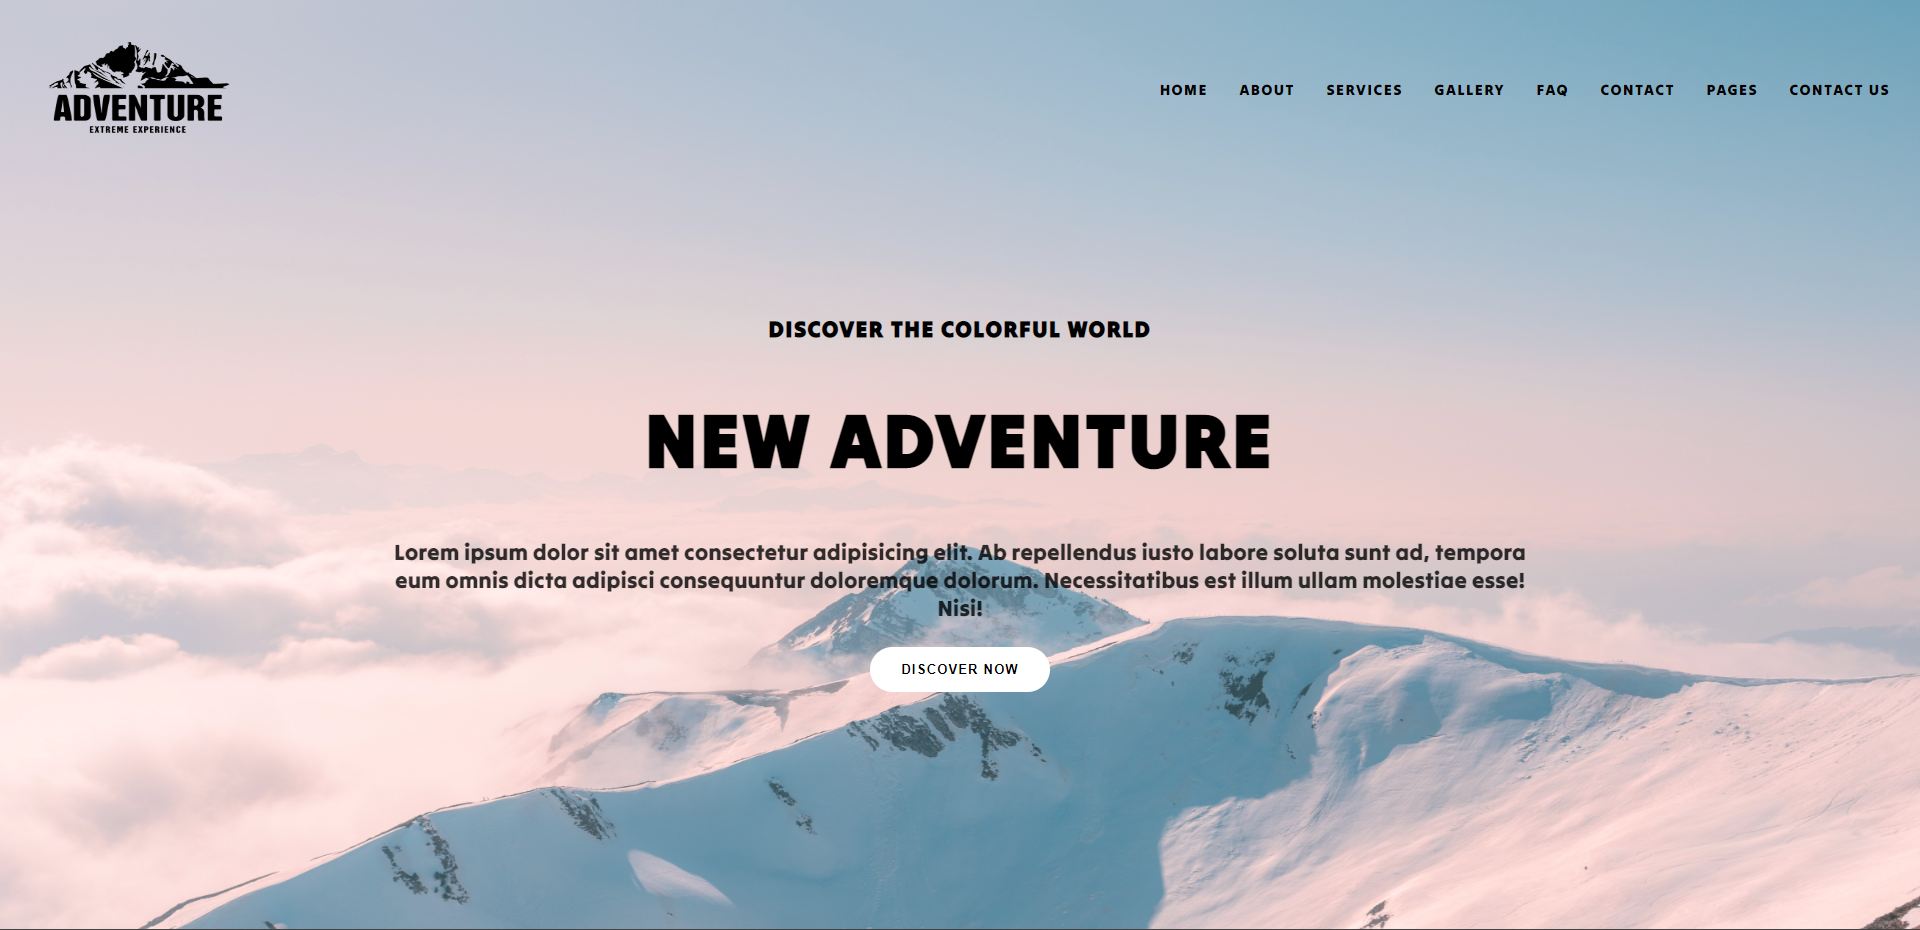 ADVENTURE
EXTREME EXPERIENCE
HOME ABOUT SERVICES GALLERY FAQ CONTACT PAGES CONTACT US
DISCOVER THE COLORFUL WORLD
NEW ADVENTURE
Lorem ipsum dolor sit amet consectetur adipisicing elit. Ab repellendus iusto labore soluta sunt ad, tempora
eum omnis dicta adipisci consequuntur doloremque dolorum. Necessitatibus est illum ullam molestiae esse!
Nisi!
DISCOVER NOW